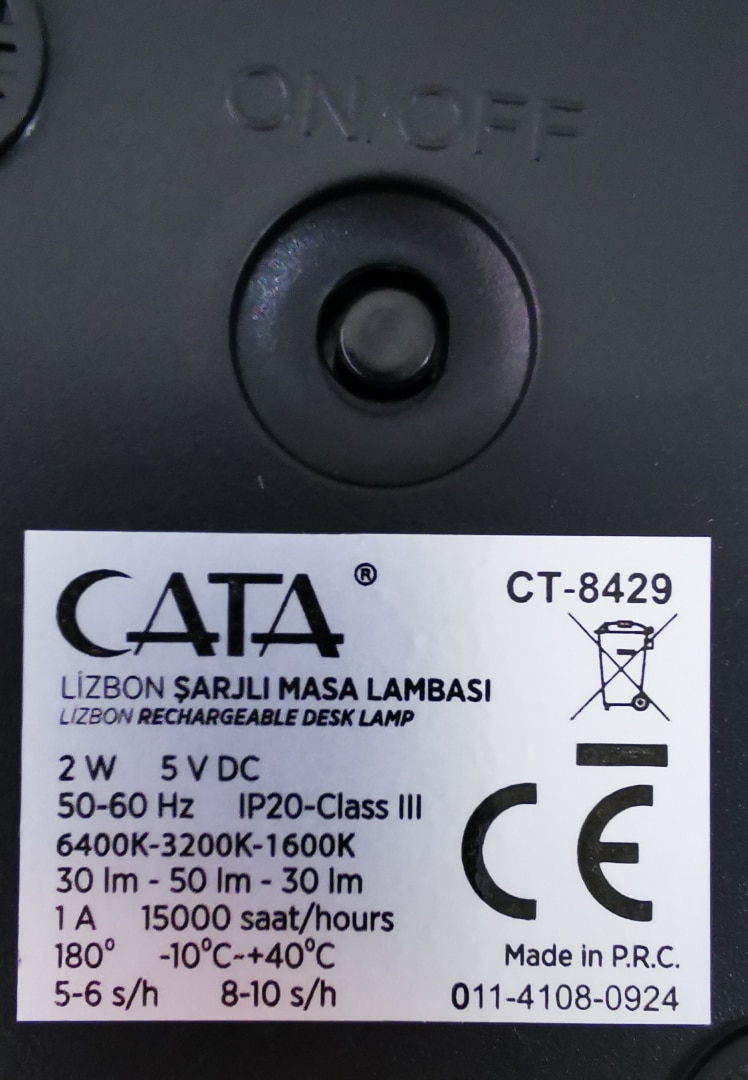 ON/OFF
CATA®
CT-8429
LİZBON ŞARJLI MASA LAMBASI
LİZBON RECHARGEABLE DESK LAMP
2 W 5 V DC
50-60 Hz IP20-Class III
6400K-3200K-1600K
30 lm - 50 lm - 30 lm
1 A 15000 saat/hours
180° -10°C~+40°C
5-6 s/h 8-10 s/h
CE
Made in P.R.C.
011-4108-0924